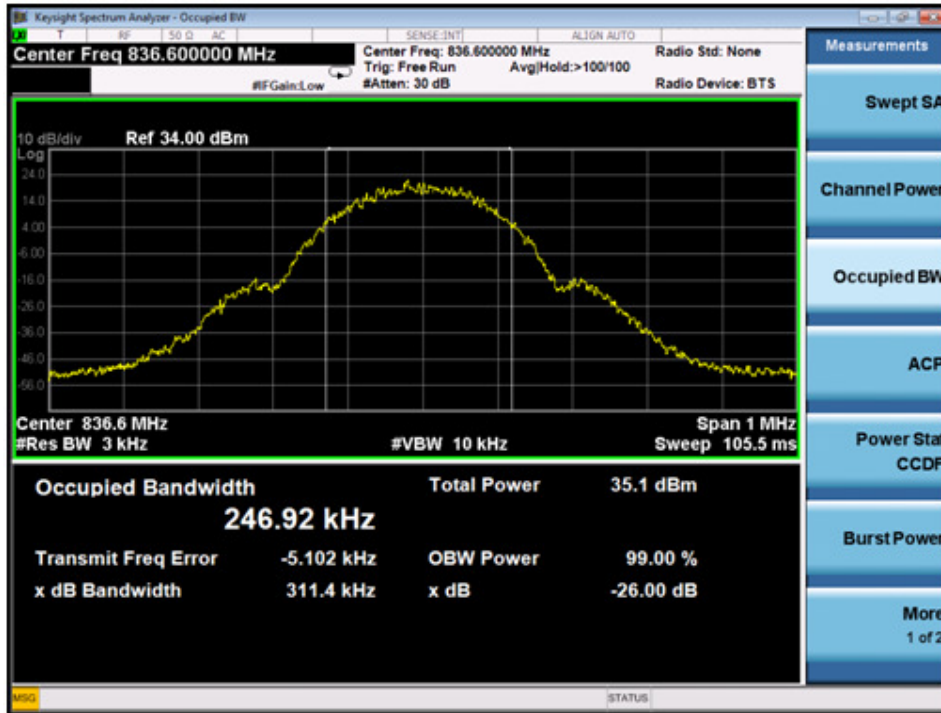 Keysight Spectrum Analyzer - Occupied BW
T RF 50 Ω AC SENSE:INT ALIGN AUTO
Center Freq 836.600000 MHz
Center Freq: 836.600000 MHz
Radio Std: None
Trig: Free Run Avg|Hold:>100/100
#IFGain:Low
#Atten: 30 dB
Radio Device: BTS
10 dB/div Ref 34.00 dBm
Log
24.0
14.0
4.00
-6.00
-16.0
-26.0
-36.0
-46.0
-56.0
Center 836.6 MHz Span 1 MHz
#Res BW 3 kHz #VBW 10 kHz Sweep 105.5 ms
Occupied Bandwidth Total Power 35.1 dBm
246.92 kHz
Transmit Freq Error -5.102 kHz OBW Power 99.00 %
x dB Bandwidth 311.4 kHz x dB -26.00 dB
Measurements
Swept SA
Channel Power
Occupied BW
ACP
Power Stat
CCDF
Burst Power
More
1 of 2
MSG STATUS